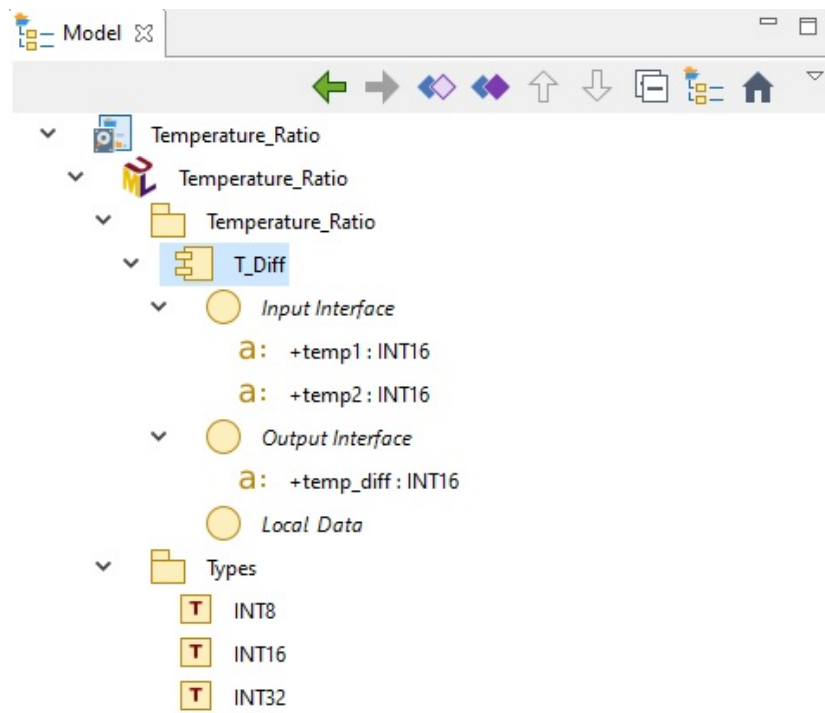 Model
Temperature_Ratio
Temperature_Ratio
Temperature_Ratio
T_Diff
Input Interface
a: +temp1 : INT16
a: +temp2 : INT16
Output Interface
a: +temp_diff : INT16
Local Data
Types
T INT8
T INT16
T INT32